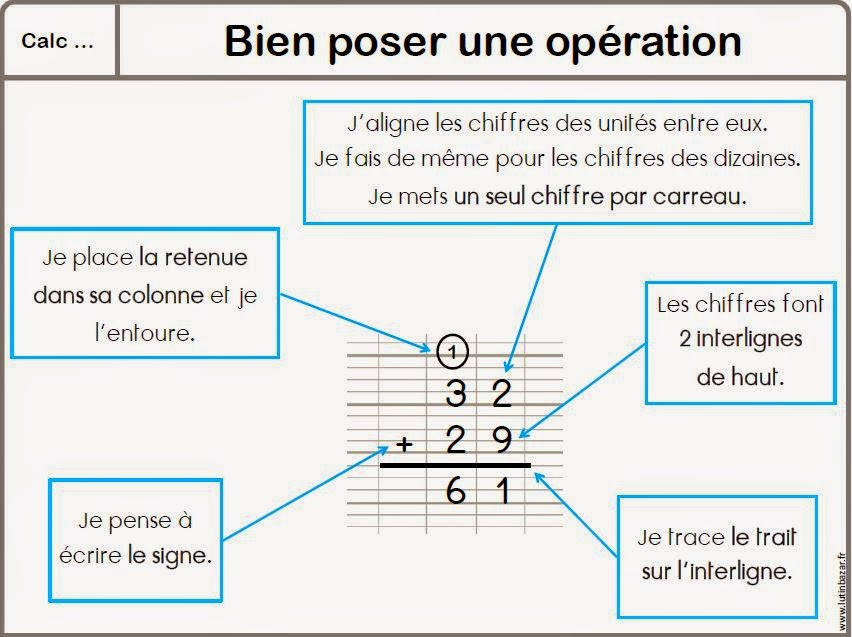 Calc ...
Bien poser une opération
J'aligne les chiffres des unités entre eux.
Je fais de même pour les chiffres des dizaines.
Je mets un seul chiffre par carreau.
Je place la retenue
dans sa colonne et je
l'entoure.
Les chiffres font
2 interlignes
de haut.
1
3 2
+ 2 9
6 1
Je pense à
écrire le signe.
Je trace le trait
sur l'interligne.
www.lutinbazar.fr